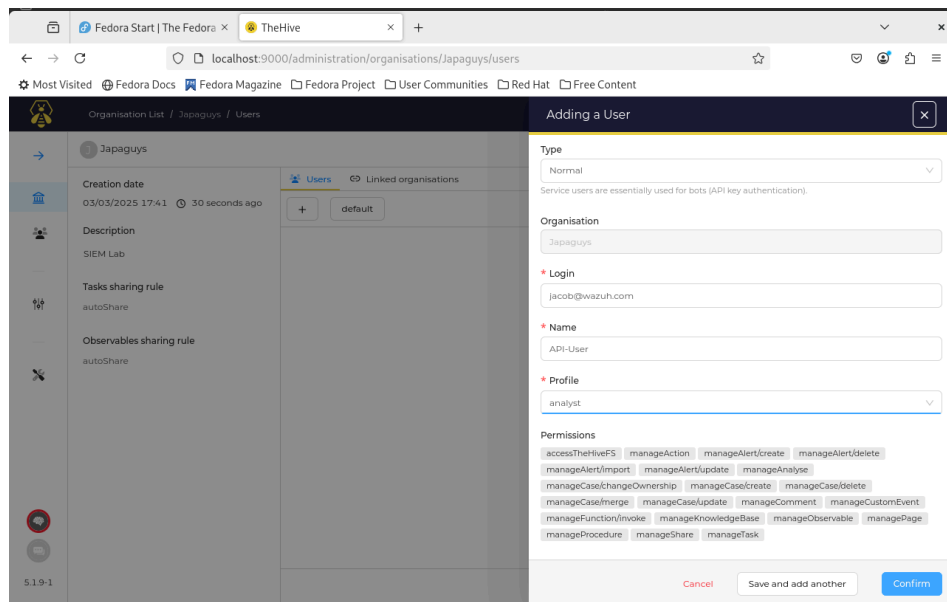 Fedora Start | The Fedora
TheHive
localhost:9000/administration/organisations/Japaguys/users
Most Visited Fedora Docs Fedora Magazine Fedora Project User Communities Red Hat Free Content
Organisation List / Japaguys / Users
J Japaguys
Creation date
03/03/2025 17:41 30 seconds ago
Description
SIEM Lab
Tasks sharing rule
autoShare
Observables sharing rule
autoShare
5.1.9-1
Users Linked organisations
+ default
Adding a User
Type
Normal
Service users are essentially used for bots (API key authentication).
Organisation
Japaguys
* Login
jacob@wazuh.com
* Name
API-User
* Profile
analyst
Permissions
accessTheHiveFS manageAction manageAlert/create manageAlert/delete
manageAlert/import manageAlert/update manageAnalyse
manageCase/changeOwnership manageCase/create manageCase/delete
manageCase/merge manageCase/update manageComment manageCustomEvent
manageFunction/invoke manageKnowledgeBase manageObservable managePage
manageProcedure manageShare manageTask
Cancel Save and add another Confirm